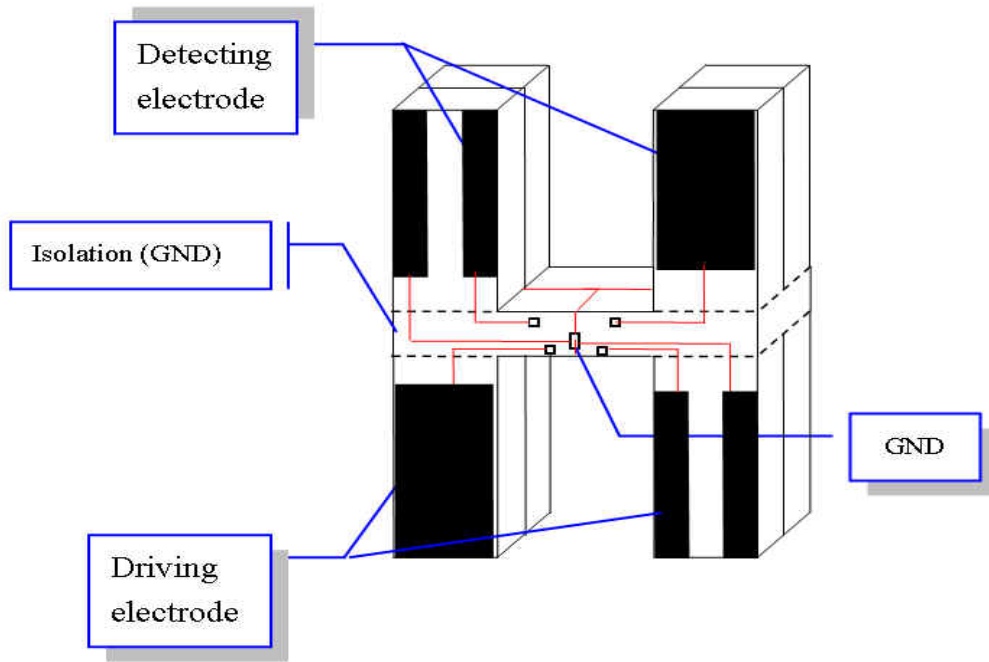 Detecting
electrode
Isolation (GND)
GND
Driving
electrode